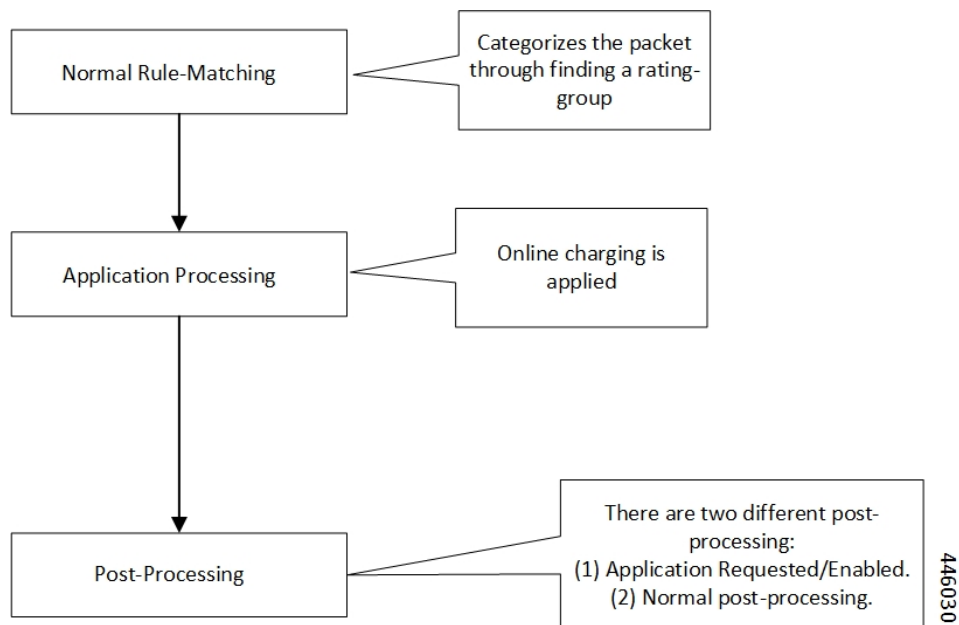 Normal Rule-Matching
Categorizes the packet
through finding a rating-
group
Application Processing
Online charging is
applied
Post-Processing
There are two different post-
processing:
(1) Application Requested/Enabled.
(2) Normal post-processing.
446030